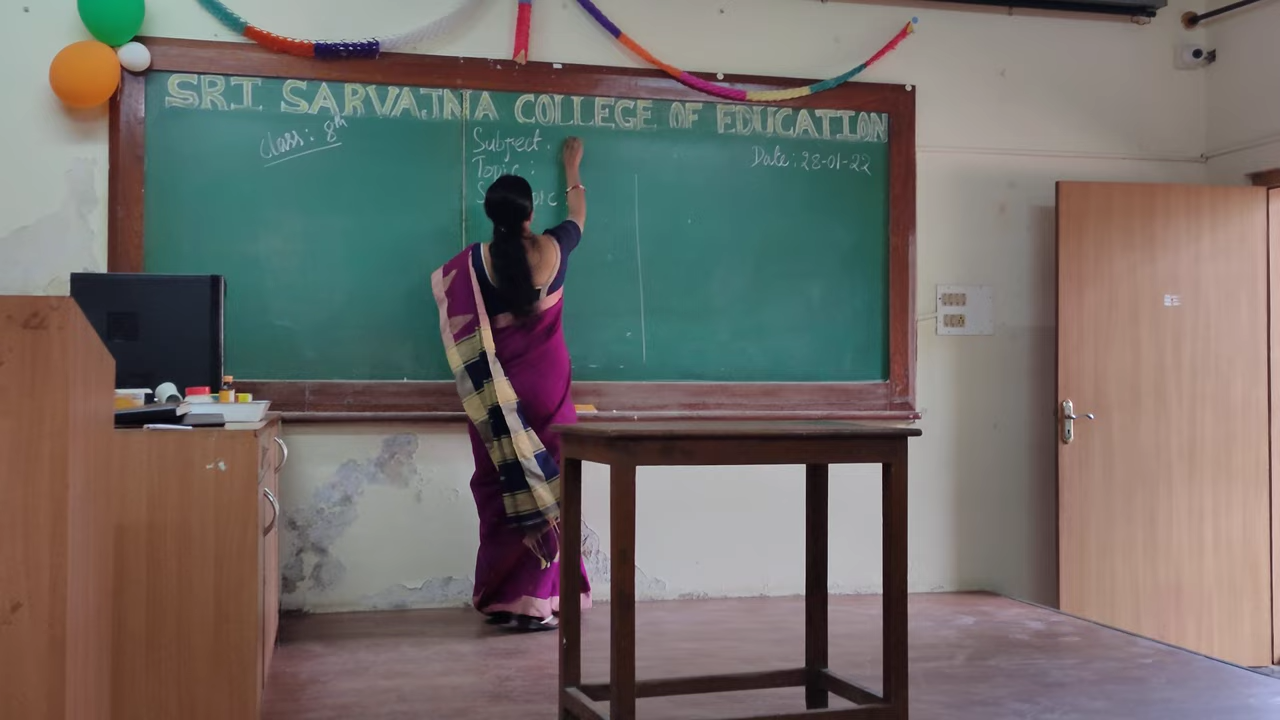 SRI SARVAJNA COLLEGE OF EDUCATION
Class: 8th
Subject.
Topic:
Date: 28-01-22